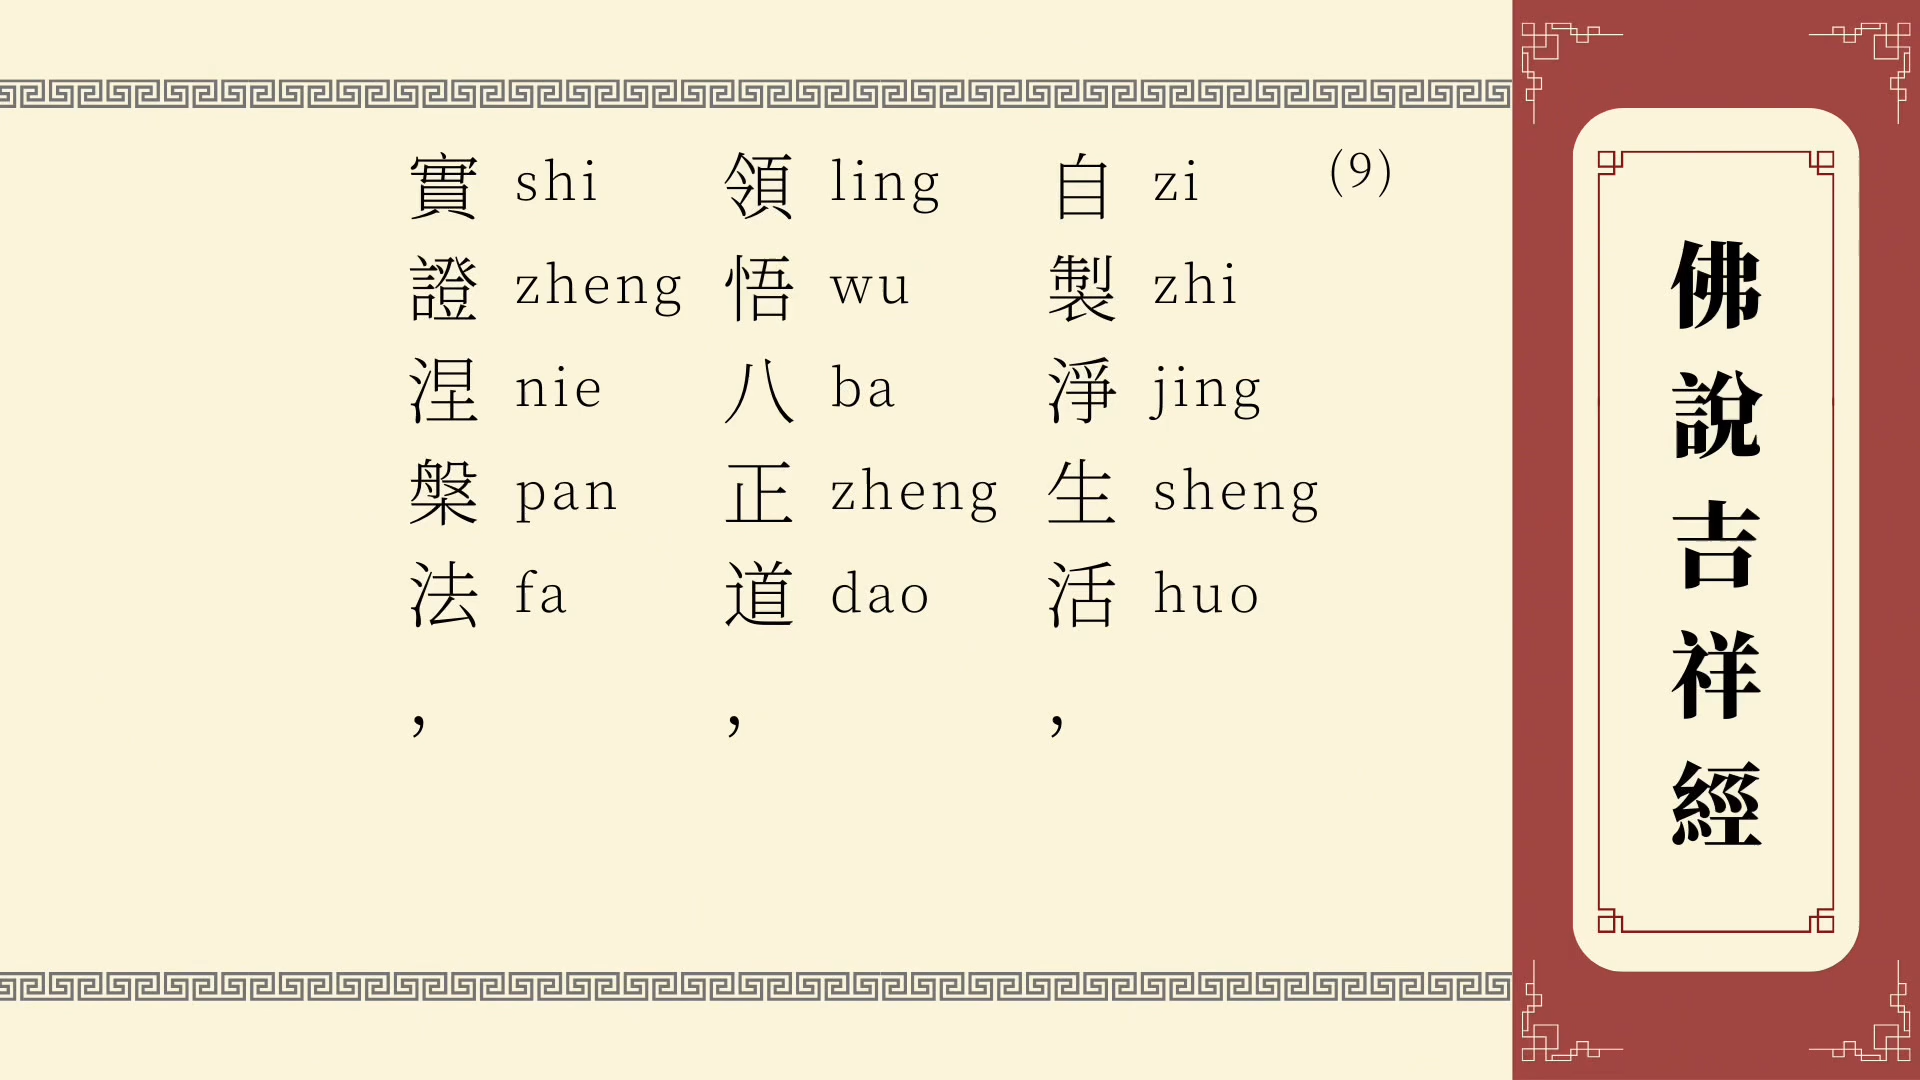 佛說吉祥經
(9)
自製淨生活，
zi zhi jing sheng huo
領悟八正道，
ling wu ba zheng dao
實證涅槃法，
shi zheng nie pan fa